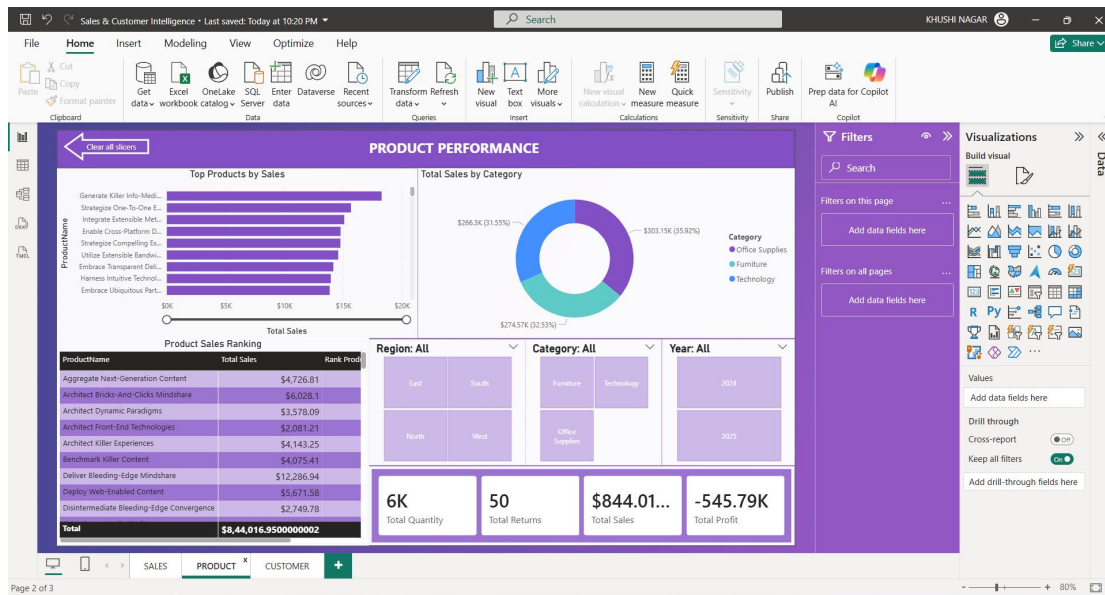 Sales & Customer Intelligence • Last saved: Today at 10:20 PM
Search
KHUSHI NAGAR
File Home Insert Modeling View Optimize Help
Share
Paste
Cut
Copy
Format painter
Clipboard
Get data
Excel workbook
OneLake catalog
SQL Server
Enter data
Dataverse
Recent sources
Data
Transform data
Refresh
Queries
New visual
Text box
More visuals
Insert
New visual calculation
New measure
Quick measure
Calculations
Sensitivity
Sensitivity
Publish
Share
Prep data for AI
Copilot
Copilot
Clear all slicers
PRODUCT PERFORMANCE
Top Products by Sales
ProductName
Generate Killer Info-Medi...
Strategize One-To-One E...
Integrate Extensible Met...
Enable Cross-Platform D...
Strategize Compelling Ex...
Utilize Extensible Bandwi...
Embrace Transparent Deli...
Harness Intuitive Technol...
Embrace Ubiquitous Part...
$0K $5K $10K $15K $20K
Total Sales
Total Sales by Category
$266.3K (31.55%)
$303.15K (35.92%)
$274.57K (32.53%)
Category
Office Supplies
Furniture
Technology
Product Sales Ranking
ProductName Total Sales Rank Prod
Aggregate Next-Generation Content $4,726.81
Architect Bricks-And-Clicks Mindshare $6,028.1
Architect Dynamic Paradigms $3,578.09
Architect Front-End Technologies $2,081.21
Architect Killer Experiences $4,143.25
Benchmark Killer Content $4,075.41
Deliver Bleeding-Edge Mindshare $12,286.94
Deploy Web-Enabled Content $5,671.58
Disintermediate Bleeding-Edge Convergence $2,749.78
Total $8,44,016.9500000002
Region: All
East South
North West
Category: All
Furniture Technology
Office Supplies
Year: All
2024
2025
6K
Total Quantity
50
Total Returns
$844.01...
Total Sales
-545.79K
Total Profit
Filters
Search
Filters on this page ...
Add data fields here
Filters on all pages ...
Add data fields here
Visualizations
Build visual
R Py
Values
Add data fields here
Drill through
Cross-report Off
Keep all filters On
Add drill-through fields here
Data
DAX
TMDL
SALES PRODUCT x CUSTOMER +
Page 2 of 3
- + 80%